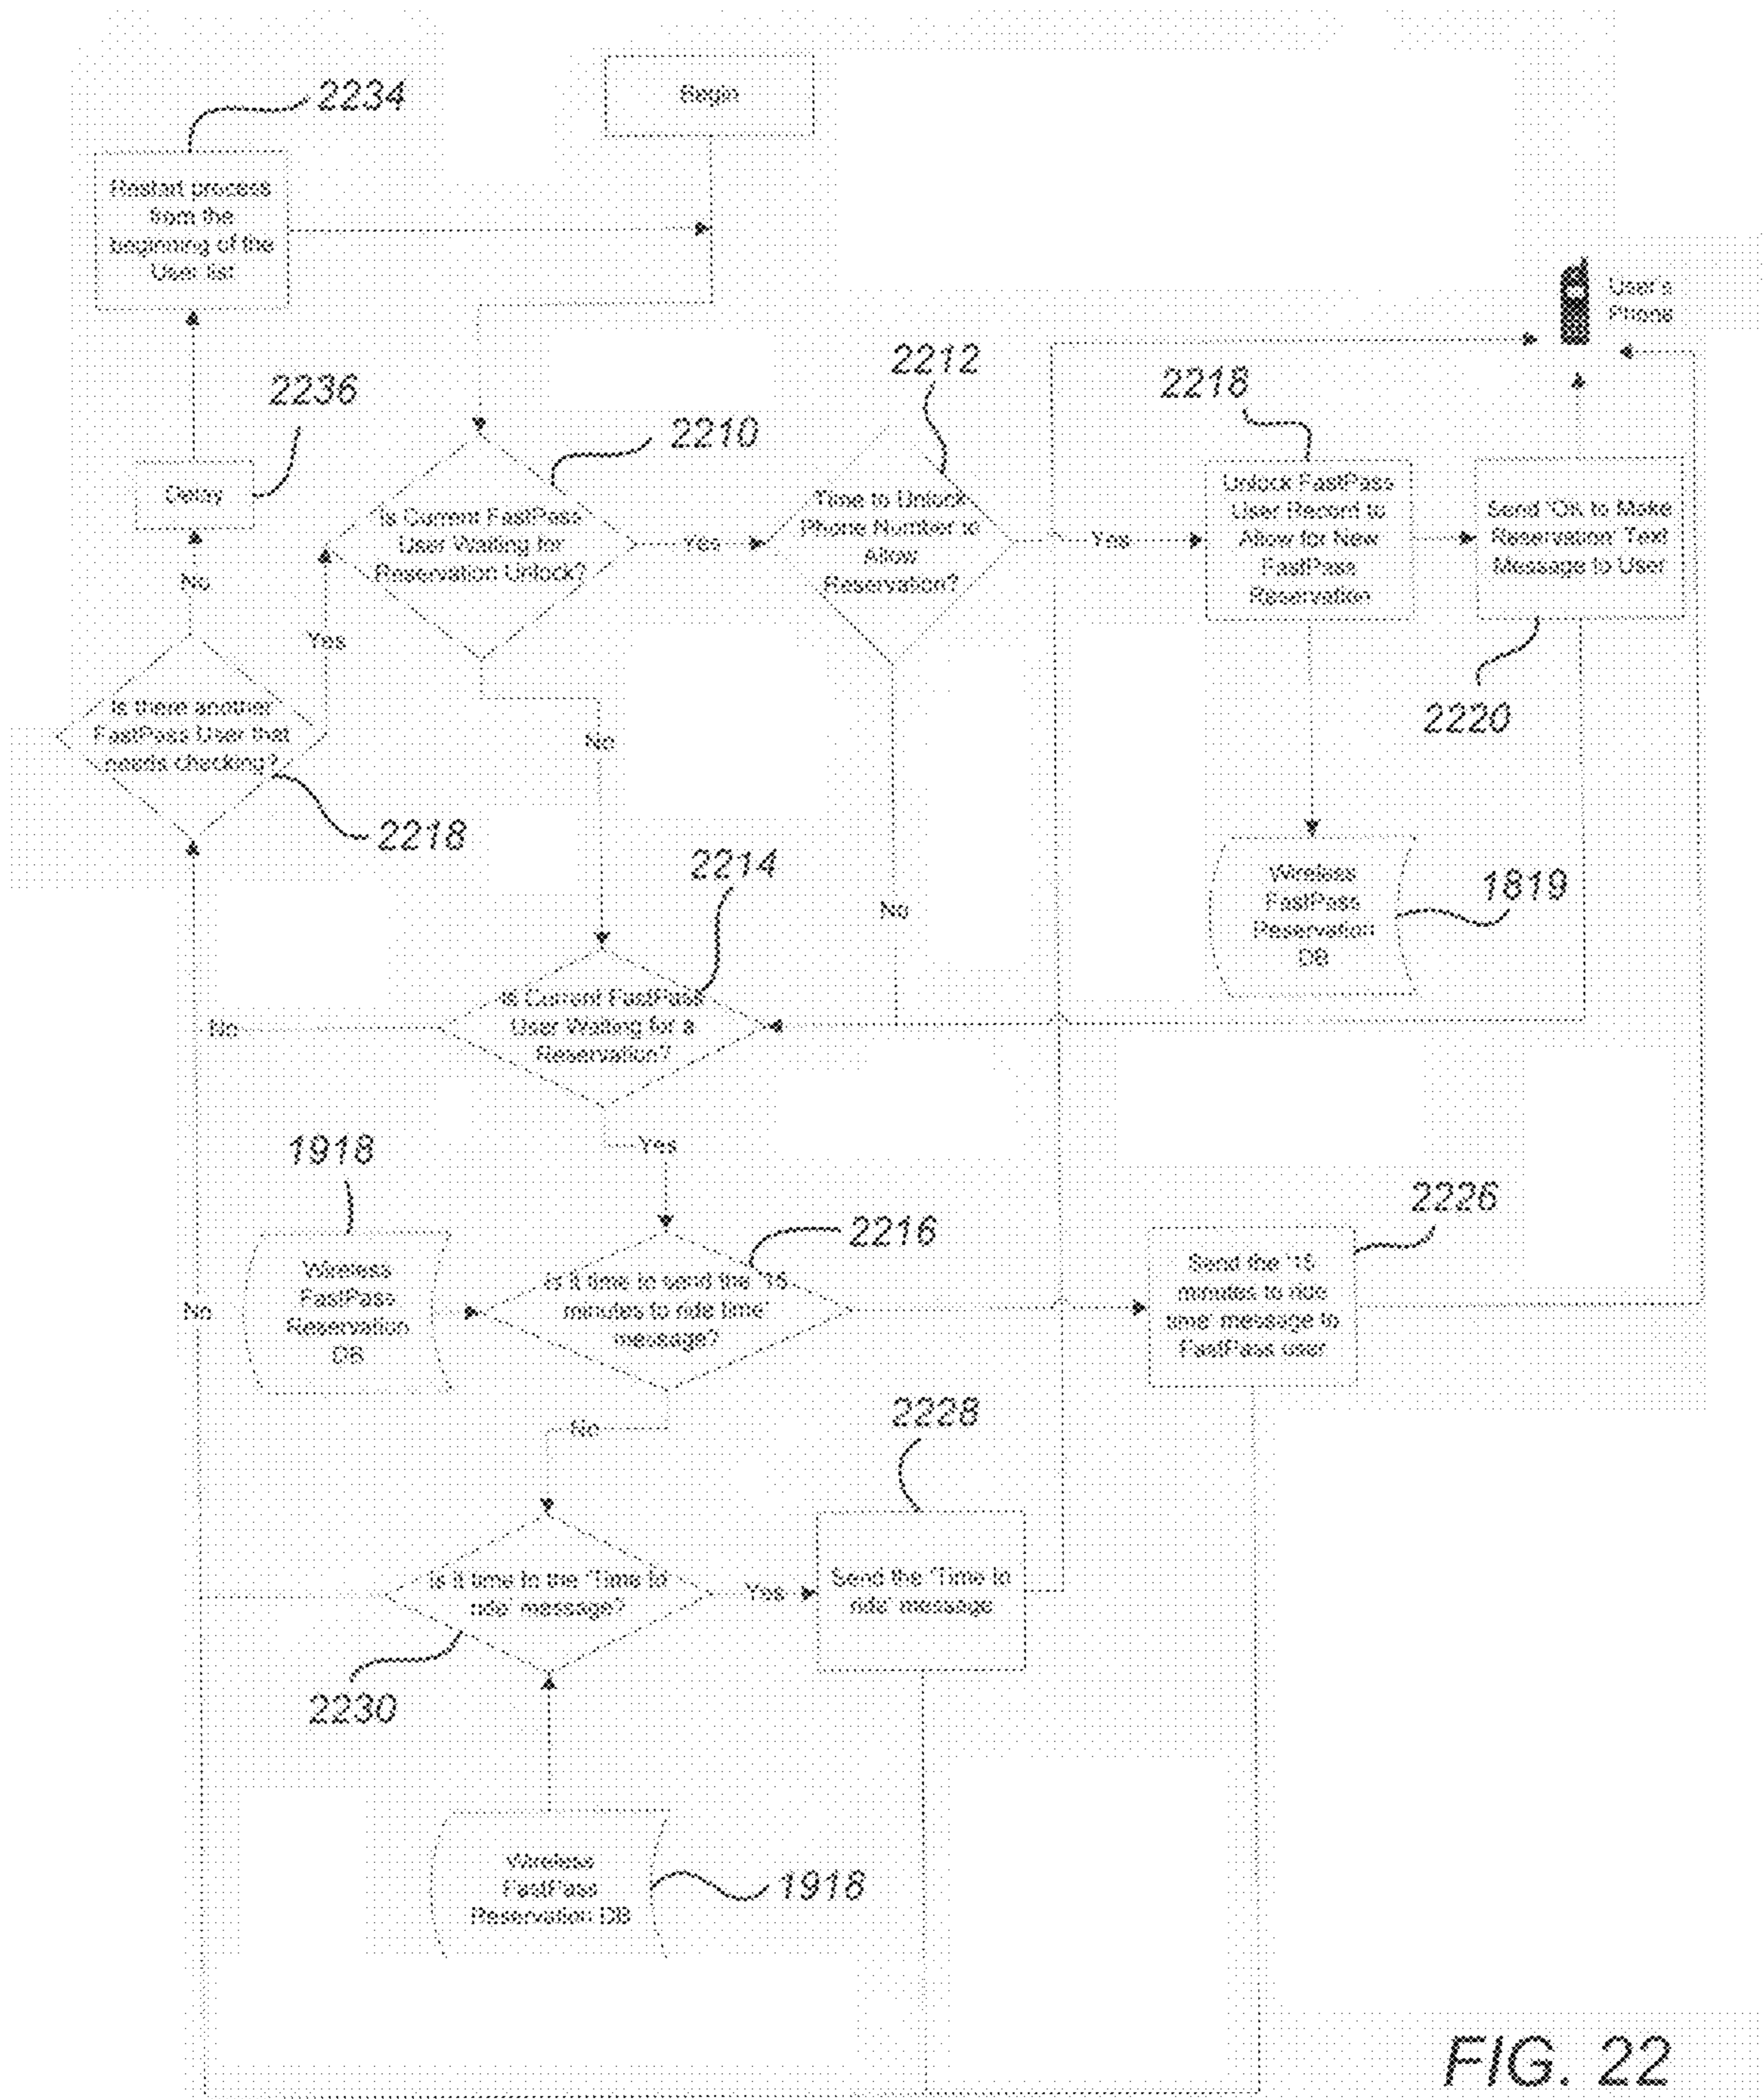 Begin
2234
Restart process
from the
beginning of the
User list
User's
Phone
2236
Delay
No
2210
Is Current FastPass
User Waiting for
Reservation Unlock?
Yes
2212
Time to Unlock
Phone Number to
Allow
Reservation?
Yes
2218
Unlock FastPass
User Record to
Allow for New
FastPass
Reservation
Send 'OK to Make
Reservation' Text
Message to User
2220
Yes
Is there another
FastPass User that
needs checking?
2218
No
No
Wireless
FastPass
Reservation
DB
1819
2214
Is Current FastPass
User Waiting for a
Reservation?
No
Yes
1918
Wireless
FastPass
Reservation
DB
No
2216
Is it time to send the '15
minutes to ride time'
message?
2226
Send the '15
minutes to ride
time' message to
FastPass user
No
2228
Is it time to the 'Time to
ride' message?
Yes
Send the 'Time to
ride' message
2230
Wireless
FastPass
Reservation DB
1918
FIG. 22